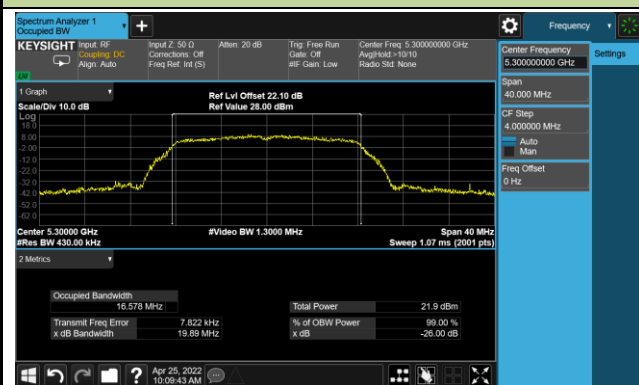 Spectrum Analyzer 1
Occupied BW
Frequency
KEYSIGHT
Input: RF
Coupling: DC
Align: Auto
Input Z: 50 Ω
Corrections: Off
Freq Ref: Int (S)
Atten: 20 dB
Trig: Free Run
Gate: Off
#IF Gain: Low
Center Freq: 5.300000000 GHz
Avg|Hold:>10/10
Radio Std: None
LVI
1 Graph
Scale/Div 10.0 dB
Ref Lvl Offset 22.10 dB
Ref Value 28.00 dBm
Log
18.0
8.00
-2.00
-12.0
-22.0
-32.0
-42.0
-52.0
-62.0
Center 5.30000 GHz
#Res BW 430.00 kHz
#Video BW 1.3000 MHz
Span 40 MHz
Sweep 1.07 ms (2001 pts)
2 Metrics
Occupied Bandwidth
16.578 MHz
Total Power 21.9 dBm
Transmit Freq Error 7.822 kHz
% of OBW Power 99.00 %
x dB Bandwidth 19.89 MHz
x dB -26.00 dB
Apr 25, 2022
10:09:43 AM
Center Frequency
5.300000000 GHz
Settings
Span
40.000 MHz
CF Step
4.000000 MHz
Auto
Man
Freq Offset
0 Hz